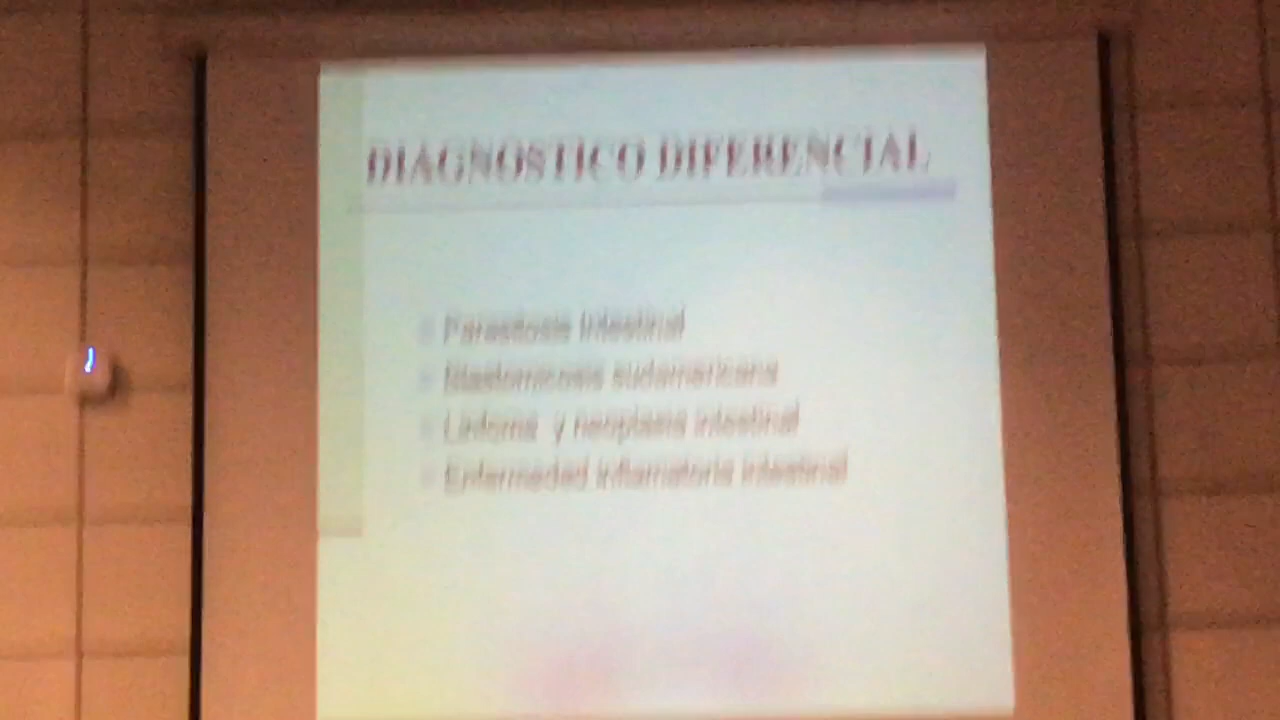 DIAGNOSTICO DIFERENCIAL
Parasitosis intestinal
Blastomicosis sudamericana
Linfoma y neoplasia intestinal
Enfermedad inflamatoria intestinal